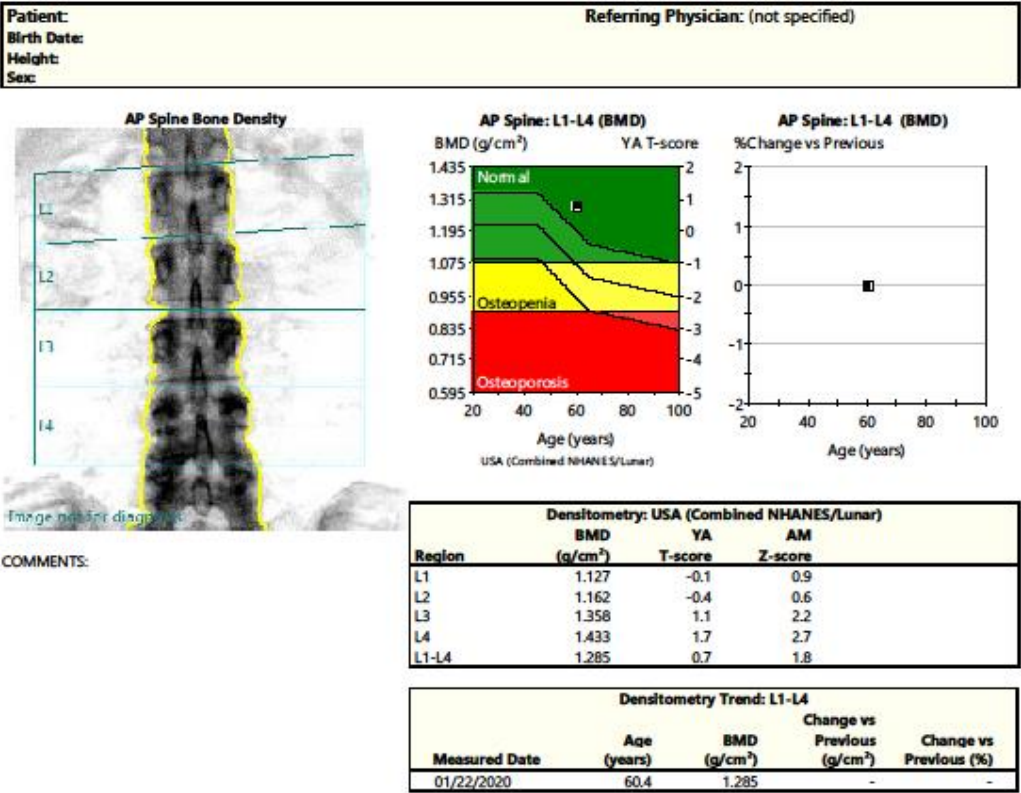 Patient: Referring Physician: (not specified)
Birth Date:
Height:
Sex:
AP Spine Bone Density
L1
L2
L3
L4
Image not for diagnosis
COMMENTS:
AP Spine: L1-L4 (BMD)
BMD (g/cm²) YA T-score
1.435 2
1.315 1
1.195 0
1.075 -1
0.955 -2
0.835 -3
0.715 -4
0.595 -5
Normal
Osteopenia
Osteoporosis
20 40 60 80 100
Age (years)
USA (Combined NHANES/Lunar)
AP Spine: L1-L4 (BMD)
%Change vs Previous
2
1
0
-1
-2
20 40 60 80 100
Age (years)
Densitometry: USA (Combined NHANES/Lunar)
BMD YA AM
Region (g/cm²) T-score Z-score
L1 1.127 -0.1 0.9
L2 1.162 -0.4 0.6
L3 1.358 1.1 2.2
L4 1.433 1.7 2.7
L1-L4 1.285 0.7 1.8
Densitometry Trend: L1-L4
Change vs
Age BMD Previous Change vs
Measured Date (years) (g/cm²) (g/cm²) Previous (%)
01/22/2020 60.4 1.285 - -